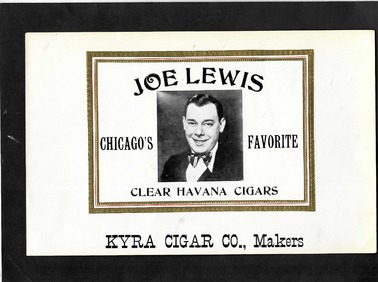 JOE LEWIS
CHICAGO'S FAVORITE
CLEAR HAVANA CIGARS
KYRA CIGAR CO., Makers